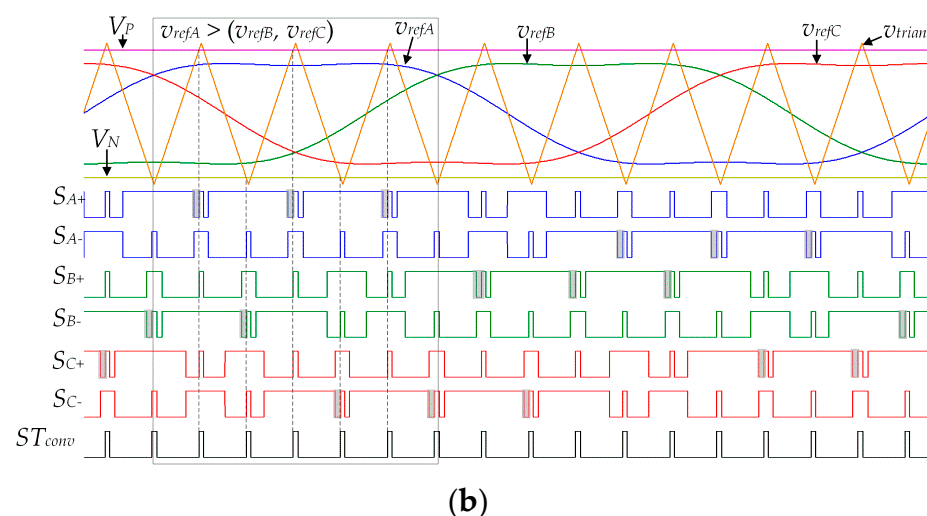 V_P
v_refA > (v_refB, v_refC)
v_refA
v_refB
v_refC
v_trian
V_N
S_A+
S_A-
S_B+
S_B-
S_C+
S_C-
ST_conv
(b)